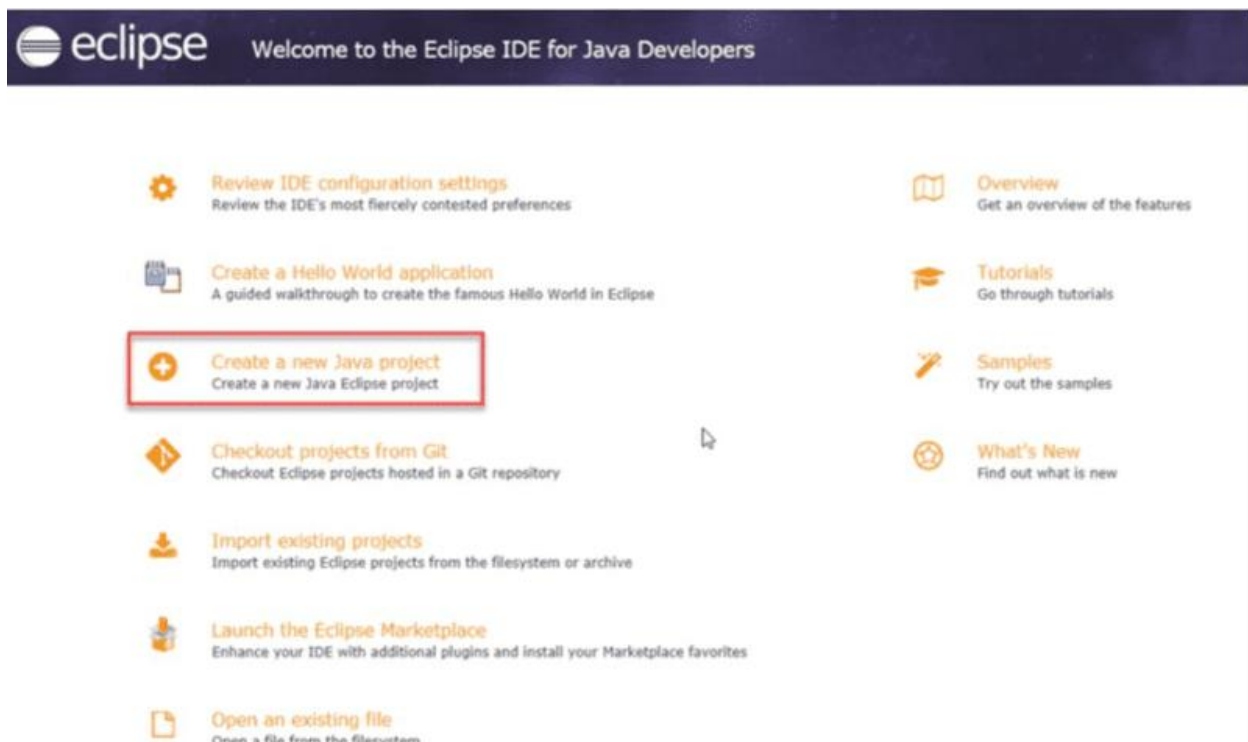 eclipse Welcome to the Eclipse IDE for Java Developers
Review IDE configuration settings
Review the IDE's most fiercely contested preferences
Create a Hello World application
A guided walkthrough to create the famous Hello World in Eclipse
Create a new Java project
Create a new Java Eclipse project
Checkout projects from Git
Checkout Eclipse projects hosted in a Git repository
Import existing projects
Import existing Eclipse projects from the filesystem or archive
Launch the Eclipse Marketplace
Enhance your IDE with additional plugins and install your Marketplace favorites
Open an existing file
Open a file from the filesystem
Overview
Get an overview of the features
Tutorials
Go through tutorials
Samples
Try out the samples
What's New
Find out what is new